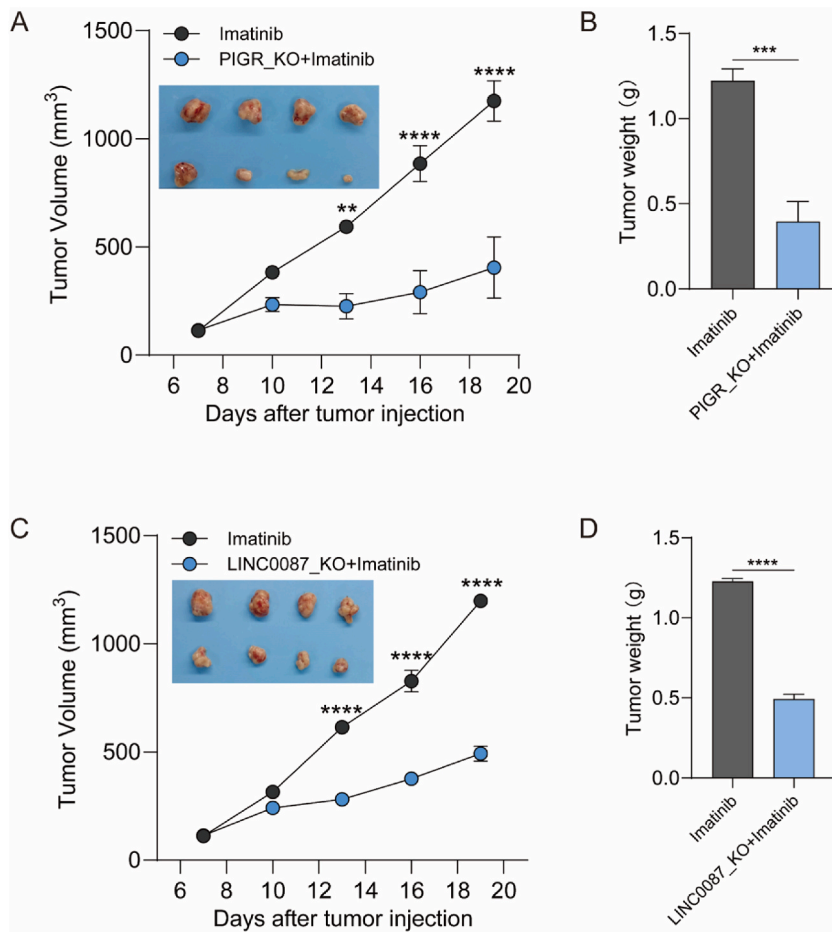 A
Imatinib
PIGR_KO+Imatinib
Tumor Volume (mm³)
1500
1000
500
0
**
****
****
6 8 10 12 14 16 18 20
Days after tumor injection
B
Tumor weight (g)
1.5
1.0
0.5
0.0
***
Imatinib
PIGR_KO+Imatinib
C
Imatinib
LINC0087_KO+Imatinib
Tumor Volume (mm³)
1500
1000
500
0
****
****
****
6 8 10 12 14 16 18 20
Days after tumor injection
D
Tumor weight (g)
1.5
1.0
0.5
0.0
****
Imatinib
LINC0087_KO+Imatinib